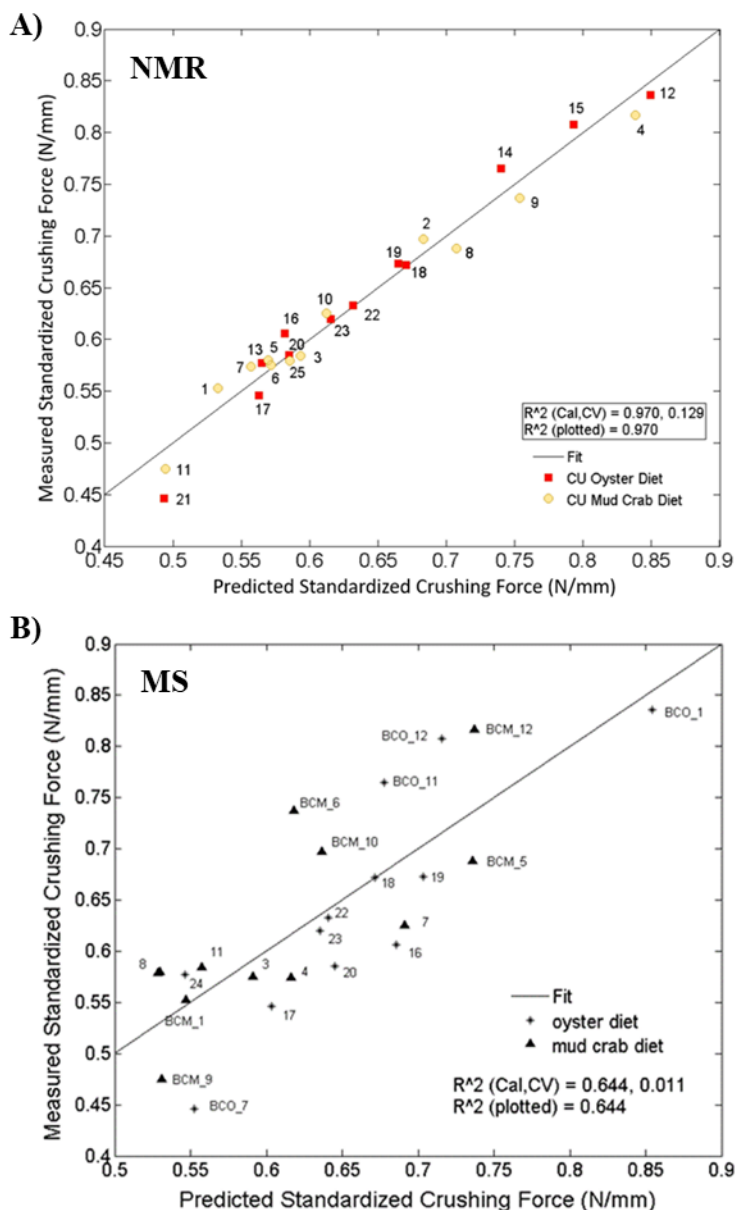 A)
NMR
0.9
0.85
0.8
0.75
0.7
0.65
0.6
0.55
0.5
0.45
0.4
Measured Standardized Crushing Force (N/mm)
12
15
4
14
9
2
8
19
18
10
22
16
23
13
5
20
3
7
6
25
1
17
11
21
R^2 (Cal,CV) = 0.970, 0.129
R^2 (plotted) = 0.970
Fit
CU Oyster Diet
CU Mud Crab Diet
0.45 0.5 0.55 0.6 0.65 0.7 0.75 0.8 0.85 0.9
Predicted Standardized Crushing Force (N/mm)
B)
MS
0.9
0.85
0.8
0.75
0.7
0.65
0.6
0.55
0.5
0.45
0.4
Measured Standardized Crushing Force (N/mm)
BCO_1
BCO_12
BCM_12
BCO_11
BCM_6
BCM_10
BCM_5
18
19
22
7
23
16
8
11
3
4
20
24
BCM_1
17
BCM_9
BCO_7
Fit
oyster diet
mud crab diet
R^2 (Cal,CV) = 0.644, 0.011
R^2 (plotted) = 0.644
0.5 0.55 0.6 0.65 0.7 0.75 0.8 0.85 0.9
Predicted Standardized Crushing Force (N/mm)